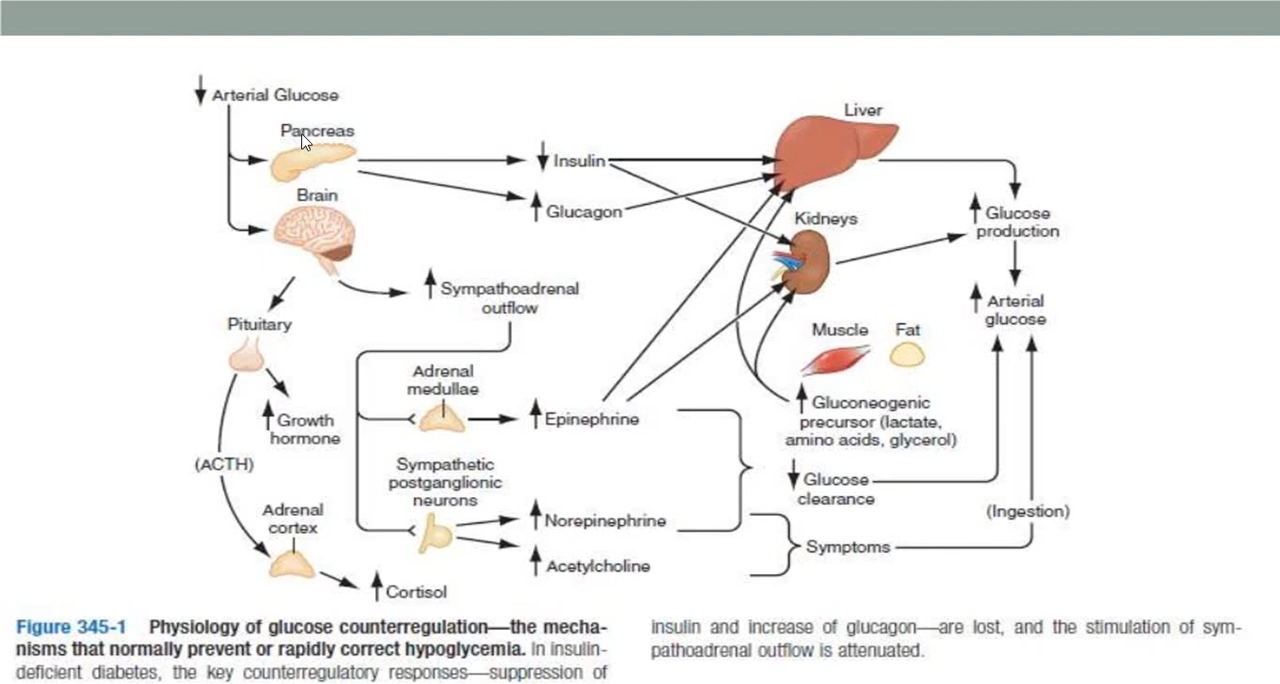 Arterial Glucose
Pancreas
Brain
Pituitary
Growth
hormone
(ACTH)
Adrenal
cortex
Cortisol
Sympathoadrenal
outflow
Adrenal
medullae
Sympathetic
postganglionic
neurons
Insulin
Glucagon
Epinephrine
Norepinephrine
Acetylcholine
Liver
Kidneys
Muscle Fat
Gluconeogenic
precursor (lactate,
amino acids, glycerol)
Glucose
clearance
Symptoms
(Ingestion)
Glucose
production
Arterial
glucose
Figure 345-1 Physiology of glucose counterregulation—the mecha-
nisms that normally prevent or rapidly correct hypoglycemia. In insulin-
deficient diabetes, the key counterregulatory responses—suppression of
insulin and increase of glucagon—are lost, and the stimulation of sym-
pathoadrenal outflow is attenuated.